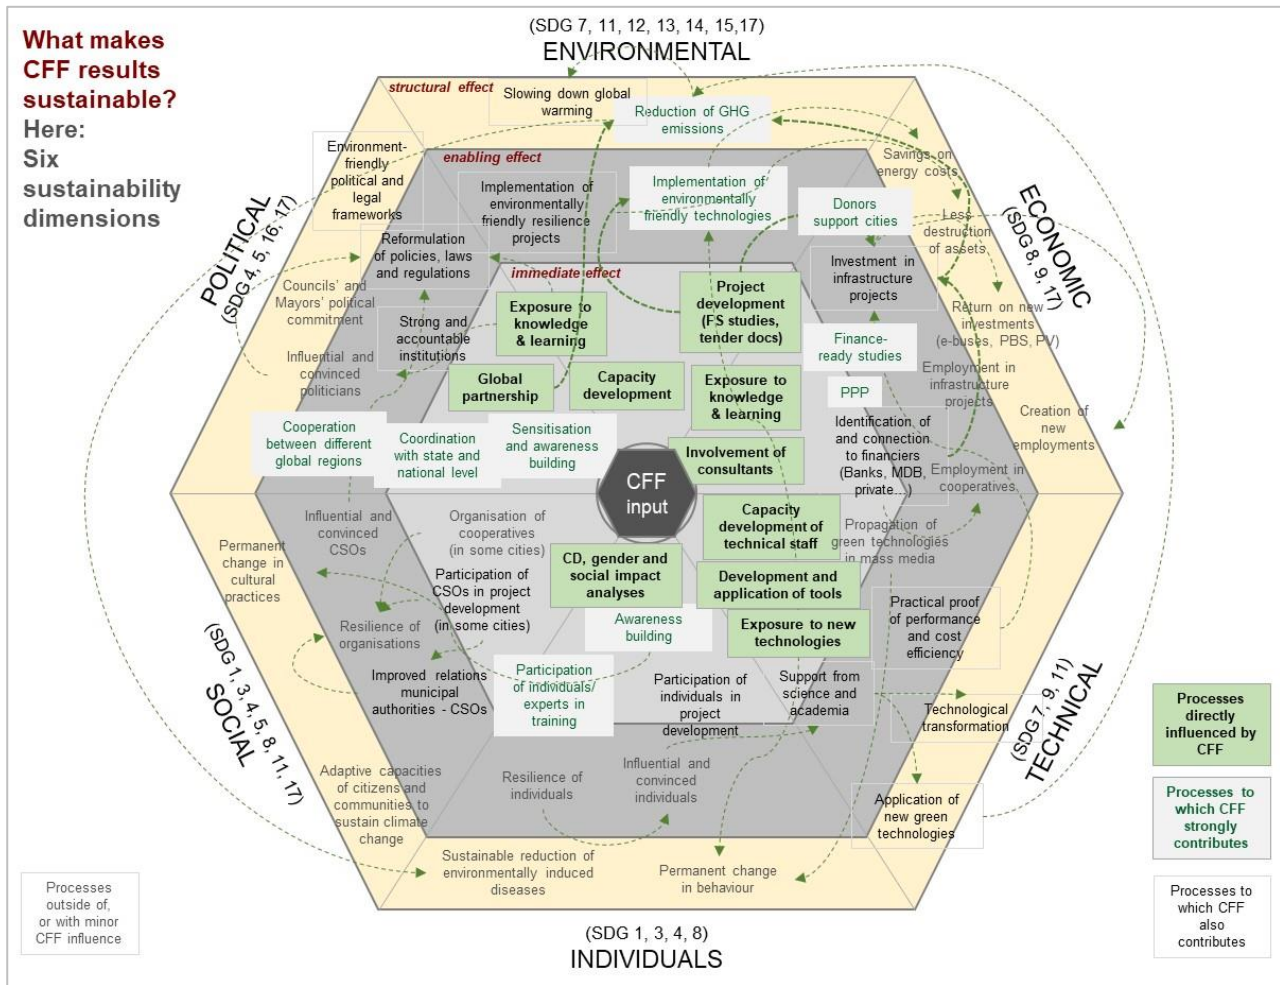 What makes
CFF results
sustainable?
Here:
Six
sustainability
dimensions
(SDG 7, 11, 12, 13, 14, 15,17)
ENVIRONMENTAL
structural effect
Slowing down global
warming
Reduction of GHG
emissions
Environment-
friendly
political and
legal
frameworks
enabling effect
Implementation of
environmentally
friendly resilience
projects
Implementation of
environmentally
friendly technologies
Donors
support cities
Savings on
energy costs
Less
destruction
of assets
POLITICAL
(SDG 4, 5, 16, 17)
ECONOMIC
(SDG 8, 9, 17)
Reformulation
of policies, laws
and regulations
immediate effect
Investment in
infrastructure
projects
Councils' and
Mayors' political
commitment
Strong and
accountable
institutions
Exposure to
knowledge
& learning
Project
development
(FS studies,
tender docs)
Return on new
investments
(e-buses, PBS, PV)
Finance-
ready studies
Influential and
convinced
politicians
Global
partnership
Capacity
development
Exposure to
knowledge
& learning
PPP
Employment in
infrastructure
projects
Creation of
new
employments
Cooperation
between different
global regions
Coordination
with state and
national level
Sensitisation
and awareness
building
Involvement of
consultants
Identification of
and connection
to financiers
(Banks, MDB,
private…)
Employment in
cooperatives
CFF
input
Influential and
convinced
CSOs
Organisation of
cooperatives
(in some cities)
Capacity
development of
technical staff
Propagation of
green technologies
in mass media
Permanent
change in
cultural
practices
CD, gender and
social impact
analyses
Participation of
CSOs in project
development
(in some cities)
Development and
application of tools
Practical proof
of performance
and cost
efficiency
Resilience of
organisations
Awareness
building
Exposure to new
technologies
Improved relations
municipal
authorities - CSOs
Participation
of individuals/
experts in
training
Participation of
individuals in
project
development
Support from
science and
academia
Technological
transformation
(SDG 1, 3, 4, 5, 8, 11, 17)
SOCIAL
(SDG 7, 9, 11)
TECHNICAL
Adaptive capacities
of citizens and
communities to
sustain climate
change
Resilience of
individuals
Influential and
convinced
individuals
Application of
new green
technologies
Sustainable reduction of
environmentally induced
diseases
Permanent change
in behaviour
(SDG 1, 3, 4, 8)
INDIVIDUALS
Processes
outside of,
or with minor
CFF influence
Processes
directly
influenced by
CFF
Processes to
which CFF
strongly
contributes
Processes to
which CFF
also
contributes